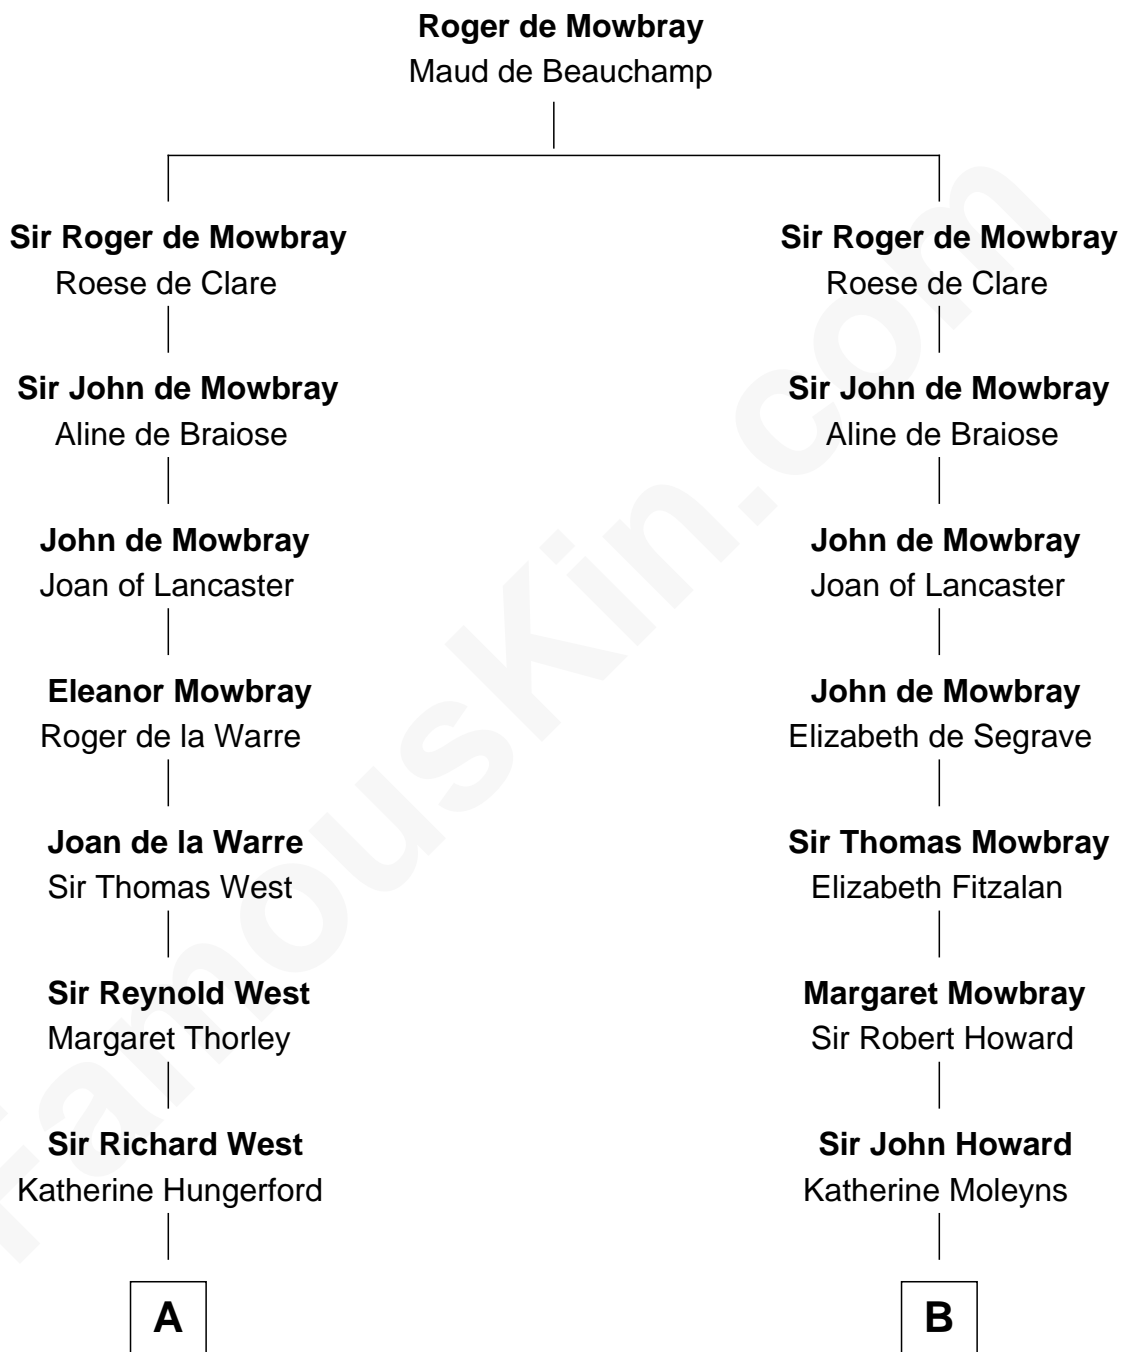 Roger de Mowbray
Maud de Beauchamp
Sir Roger de Mowbray
Roese de Clare
Sir Roger de Mowbray
Roese de Clare
Sir John de Mowbray
Aline de Braiose
Sir John de Mowbray
Aline de Braiose
John de Mowbray
Joan of Lancaster
John de Mowbray
Joan of Lancaster
Eleanor Mowbray
Roger de la Warre
John de Mowbray
Elizabeth de Segrave
Joan de la Warre
Sir Thomas West
Sir Thomas Mowbray
Elizabeth Fitzalan
Sir Reynold West
Margaret Thorley
Margaret Mowbray
Sir Robert Howard
Sir Richard West
Katherine Hungerford
Sir John Howard
Katherine Moleyns
A
B
FamousKin.com